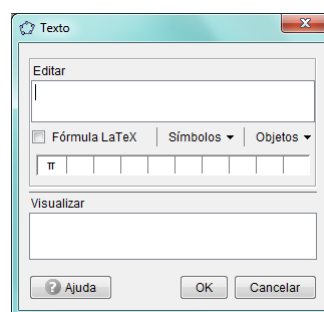 Texto
Editar
Fórmula LaTeX Símbolos Objetos
π
Visualizar
Ajuda OK Cancelar